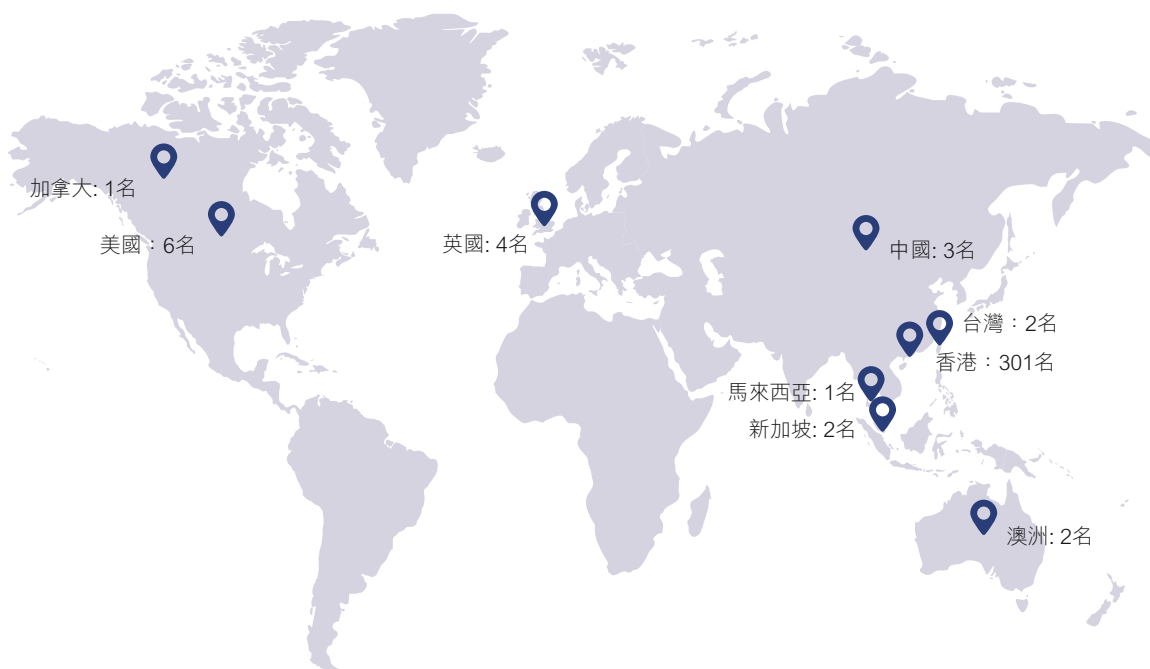 加拿大: 1名
美國：6名
英國: 4名
中國: 3名
台灣：2名
香港：301名
馬來西亞: 1名
新加坡: 2名
澳洲: 2名